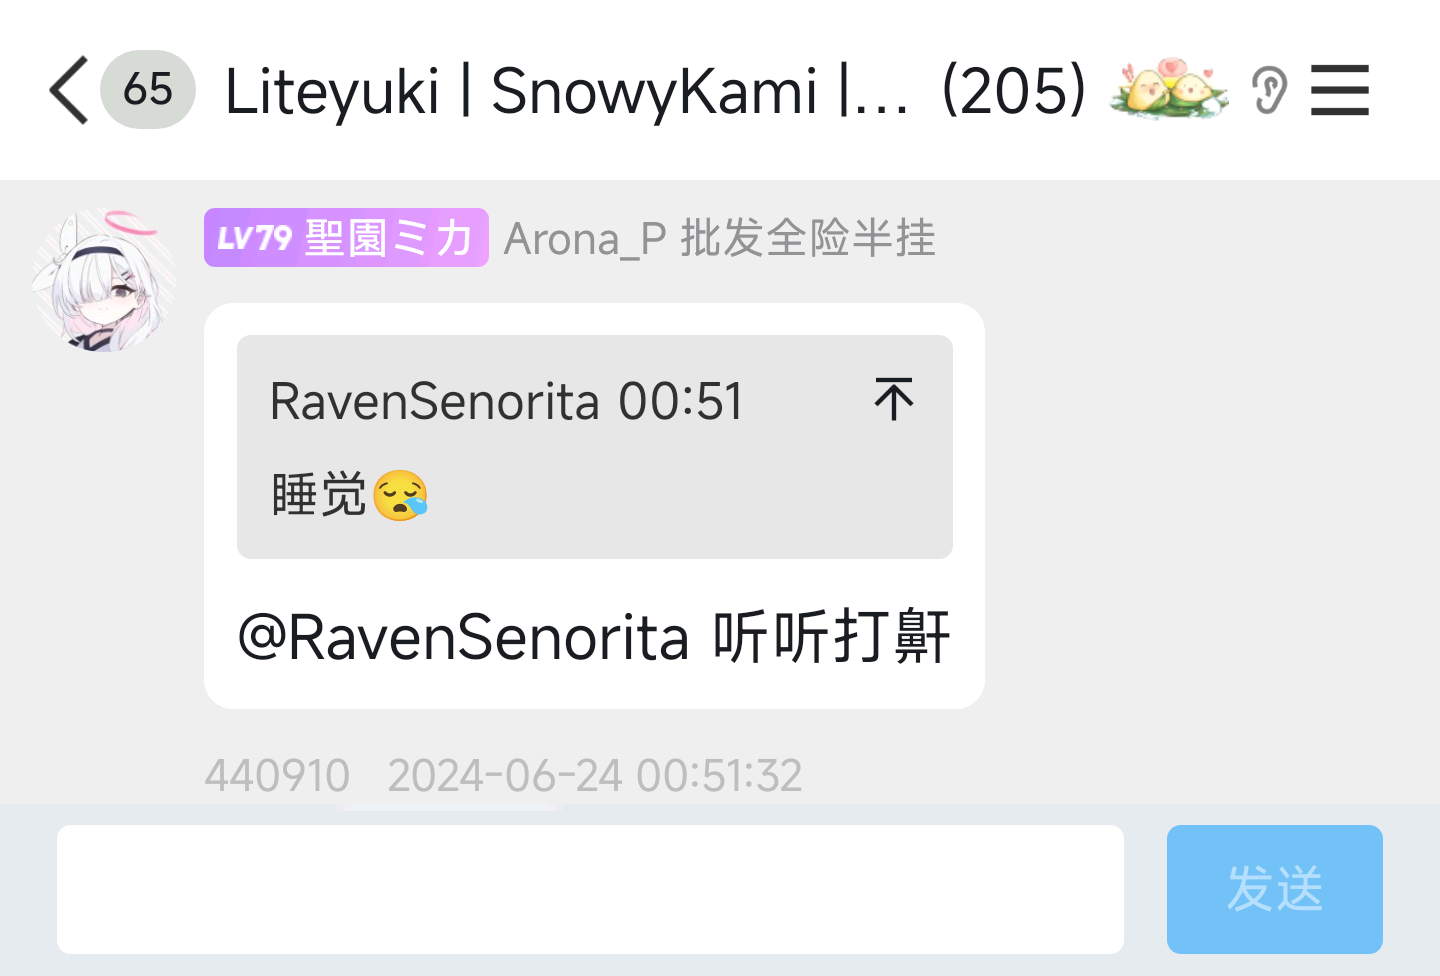 65 Liteyuki | SnowyKami |... (205)
LV79 聖園ミカ Arona_P 批发全险半挂
RavenSenorita 00:51
睡觉😪
@RavenSenorita 听听打鼾
440910 2024-06-24 00:51:32
发送